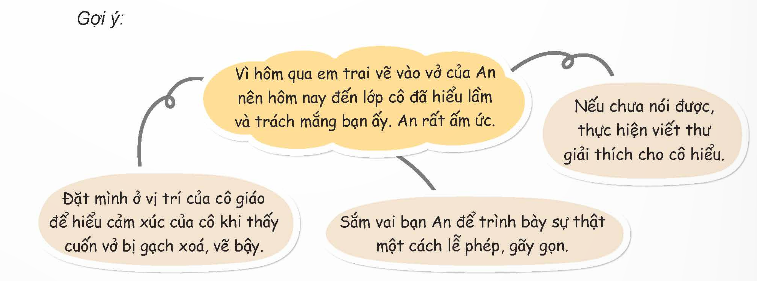 Gợi ý:
Vì hôm qua em trai vẽ vào vở của An
nên hôm nay đến lớp cô đã hiểu lầm
và trách mắng bạn ấy. An rất ấm ức.
Nếu chưa nói được,
thực hiện viết thư
giải thích cho cô hiểu.
Đặt mình ở vị trí của cô giáo
để hiểu cảm xúc của cô khi thấy
cuốn vở bị gạch xoá, vẽ bậy.
Sắm vai bạn An để trình bày sự thật
một cách lễ phép, gãy gọn.